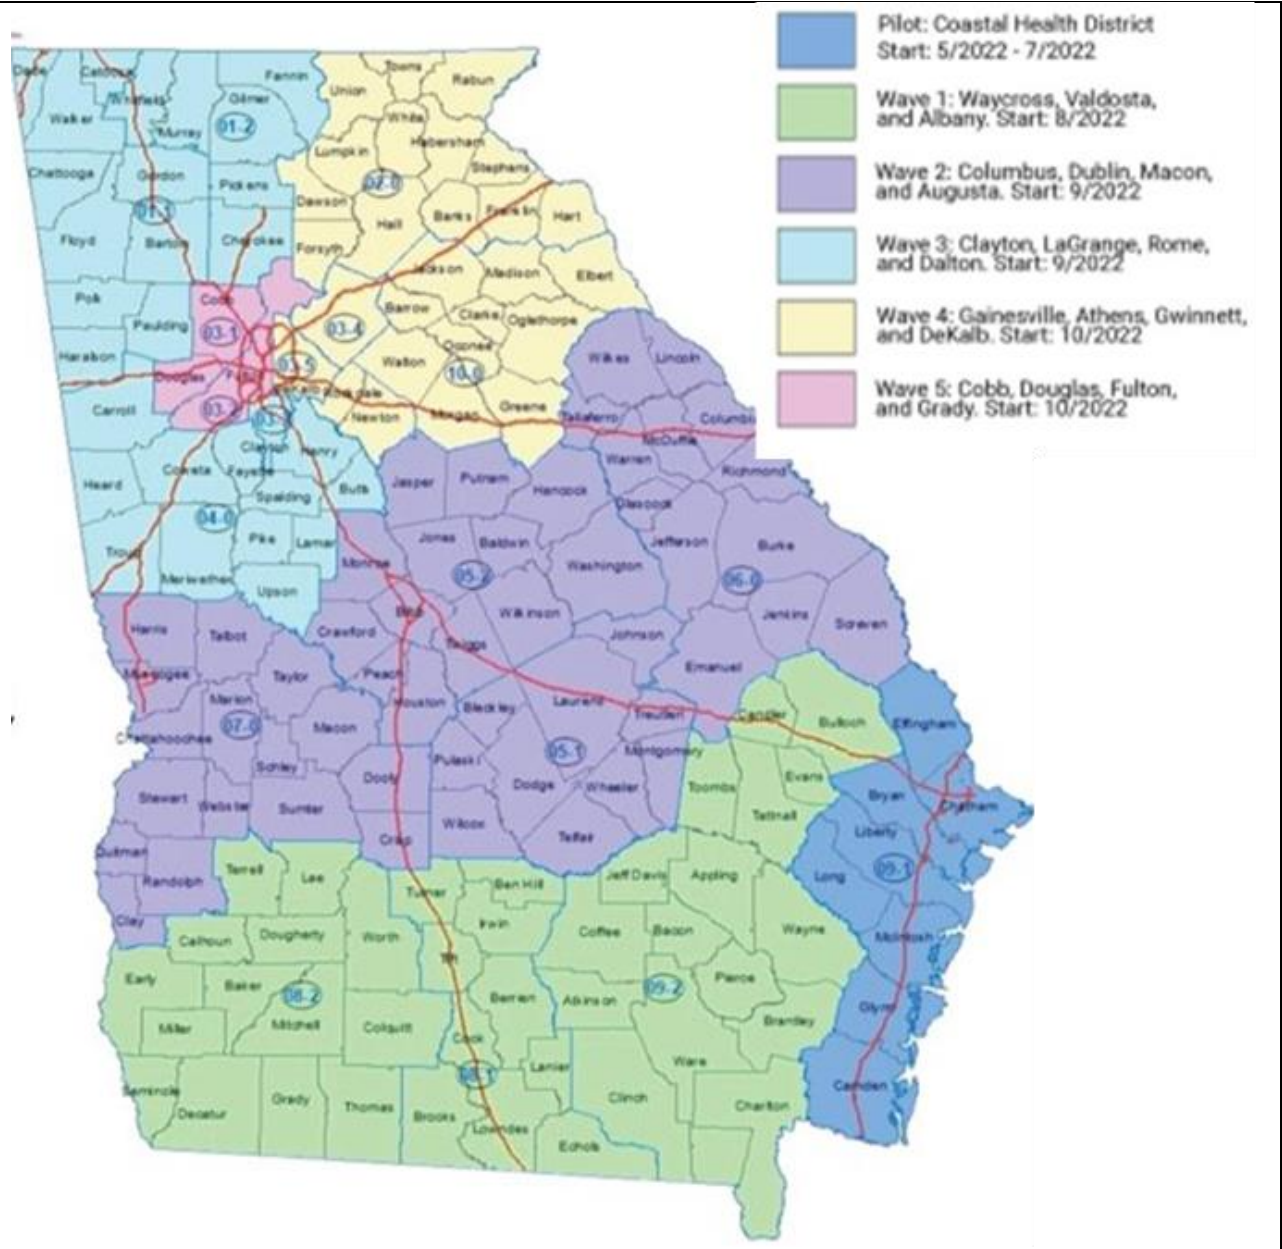 Pilot: Coastal Health District
Start: 5/2022 - 7/2022
Wave 1: Waycross, Valdosta,
and Albany. Start: 8/2022
Wave 2: Columbus, Dublin, Macon,
and Augusta. Start: 9/2022
Wave 3: Clayton, LaGrange, Rome,
and Dalton. Start: 9/2022
Wave 4: Gainesville, Athens, Gwinnett,
and DeKalb. Start: 10/2022
Wave 5: Cobb, Douglas, Fulton,
and Grady. Start: 10/2022
Dade
Catoosa
Fannin
Towns
Rabun
Union
Whitfield
Gilmer
Walker
Murray
01-2
White
Habersham
Lumpkin
Stephens
Chattooga
Gordon
Pickens
02-0
Dawson
Banks
Franklin
Hart
Hall
Floyd
Bartow
Cherokee
Forsyth
Jackson
Madison
Elbert
Polk
Cobb
Barrow
Clarke
Oglethorpe
Paulding
03-1
03-4
Oconee
Haralson
03-5
Walton
10-0
Wilkes
Lincoln
Douglas
Rockdale
Carroll
03-2
Newton
Morgan
Greene
Taliaferro
Columbia
McDuffie
Clayton
Henry
Warren
Richmond
Heard
Coweta
Fayette
Spalding
Butts
Jasper
Putnam
Hancock
Glascock
04-0
Pike
Lamar
Jones
Baldwin
Jefferson
Burke
Troup
Meriwether
Upson
Monroe
05-2
Washington
06-0
Harris
Talbot
Crawford
Bibb
Wilkinson
Jenkins
Screven
Twiggs
Johnson
Muscogee
Taylor
Peach
Emanuel
Marion
Houston
Bleckley
Laurens
Treutlen
Candler
Bulloch
Effingham
Chattahoochee
07-0
Macon
05-1
Montgomery
Schley
Dooly
Pulaski
Dodge
Wheeler
Toombs
Evans
Bryan
Chatham
Stewart
Webster
Sumter
Wilcox
Telfair
Tattnall
Liberty
Crisp
Quitman
Randolph
Terrell
Lee
Turner
Ben Hill
Jeff Davis
Appling
Long
09-1
Clay
Calhoun
Dougherty
Worth
Irwin
Coffee
Bacon
Wayne
McIntosh
Early
Baker
08-2
Berrien
Atkinson
09-2
Pierce
Glynn
Miller
Mitchell
Colquitt
Cook
Brantley
Lanier
Ware
Seminole
Decatur
Grady
Thomas
08-1
Brooks
Clinch
Charlton
Camden
Lowndes
Echols